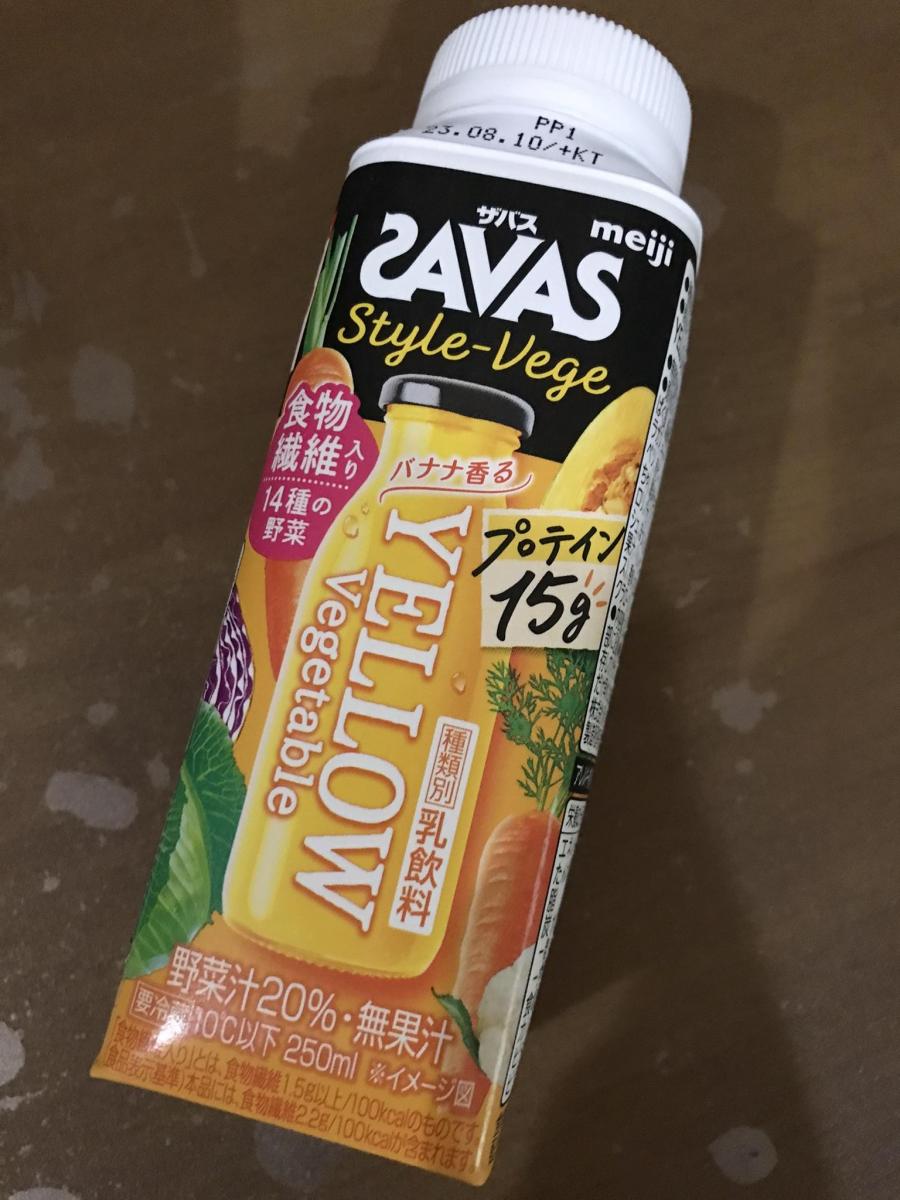 PP1
23.08.10/+KT
ザバス
meiji
SAVAS
Style-Vege
食物
繊維入り
14種の
野菜
バナナ香る
YELLOW
Vegetable
プロテイン
15g
種類別 乳飲料
野菜汁20%・無果汁
要冷蔵10℃以下 250ml ※イメージ図
「食物繊維入り」とは、食物繊維1.5g以上/100kcalのものです
(食品表示基準)本品には、食物繊維2.2g/100kcalが含まれます